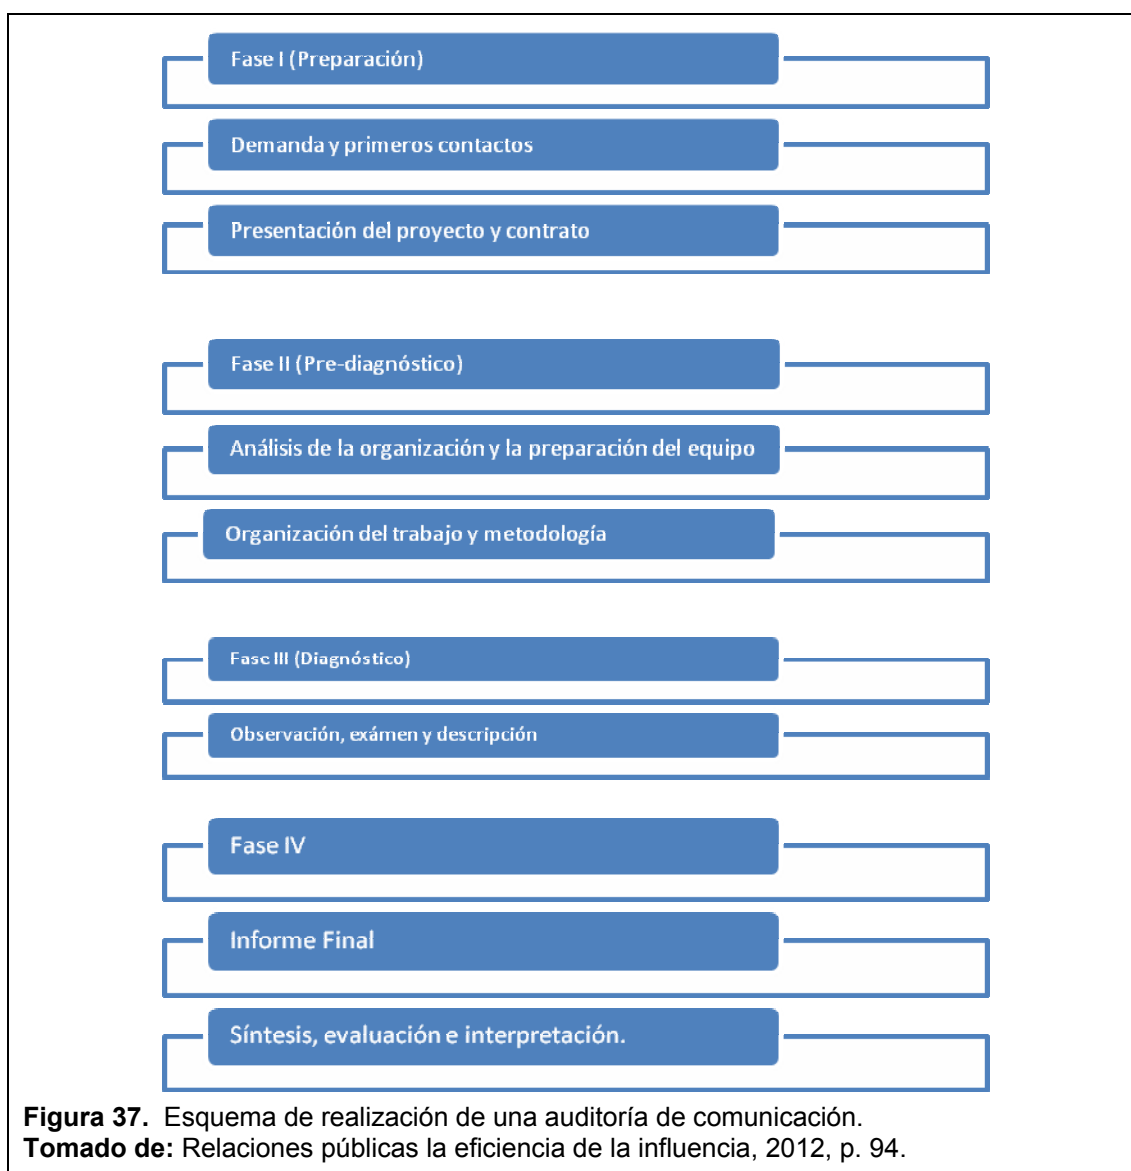 Fase I (Preparación)
Demanda y primeros contactos
Presentación del proyecto y contrato
Fase II (Pre-diagnóstico)
Análisis de la organización y la preparación del equipo
Organización del trabajo y metodología
Fase III (Diagnóstico)
Observación, exámen y descripción
Fase IV
Informe Final
Síntesis, evaluación e interpretación.
Figura 37. Esquema de realización de una auditoría de comunicación.
Tomado de: Relaciones públicas la eficiencia de la influencia, 2012, p. 94.